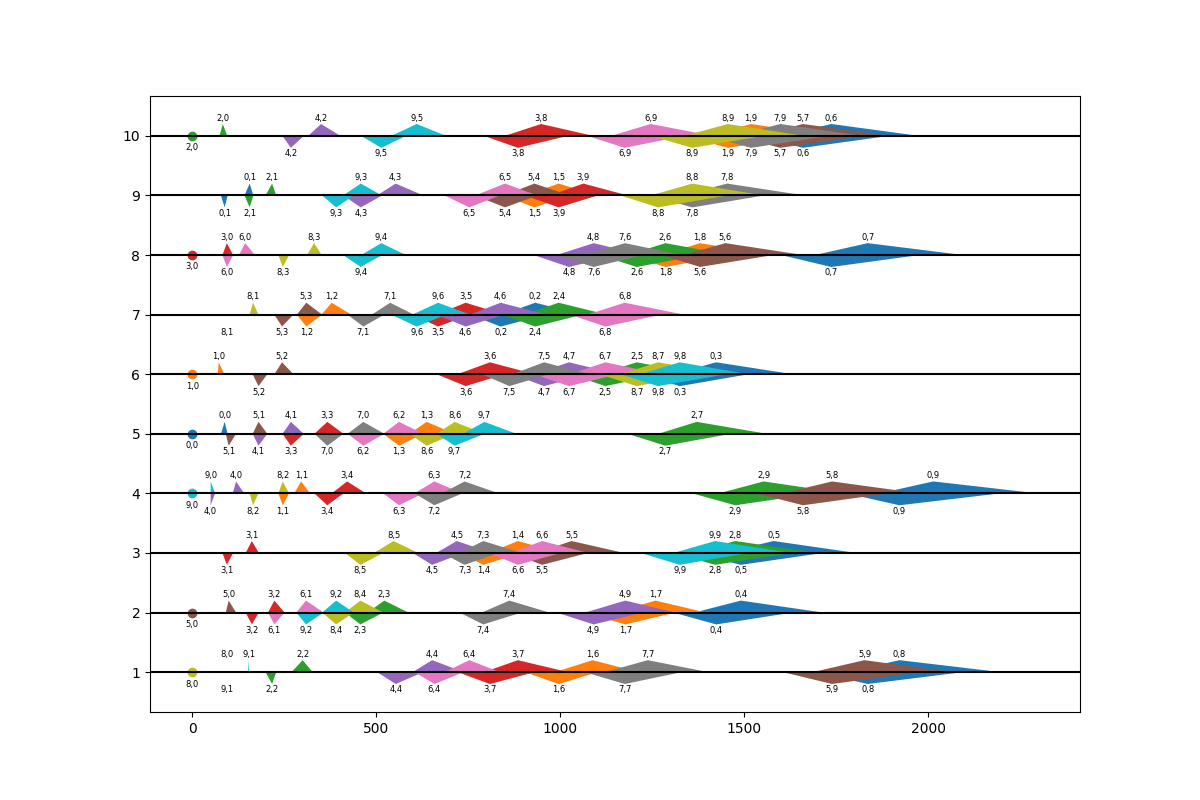 2,0 4,2 9,5 3,8 6,9 8,9 1,9 7,9 5,7 0,6
10
2,0 4,2 9,5 3,8 6,9 8,9 1,9 7,9 5,7 0,6
0,1 2,1 9,3 4,3 6,5 5,4 1,5 3,9 8,8 7,8
9
0,1 2,1 9,3 4,3 6,5 5,4 1,5 3,9 8,8 7,8
3,0 6,0 8,3 9,4 4,8 7,6 2,6 1,8 5,6 0,7
8
3,0 6,0 8,3 9,4 4,8 7,6 2,6 1,8 5,6 0,7
8,1 5,3 1,2 7,1 9,6 3,5 4,6 0,2 2,4 6,8
7
8,1 5,3 1,2 7,1 9,6 3,5 4,6 0,2 2,4 6,8
1,0 5,2 3,6 7,5 4,7 6,7 2,5 8,7 9,8 0,3
6
1,0 5,2 3,6 7,5 4,7 6,7 2,5 8,7 9,8 0,3
0,0 5,1 4,1 3,3 7,0 6,2 1,3 8,6 9,7 2,7
5
0,0 5,1 4,1 3,3 7,0 6,2 1,3 8,6 9,7 2,7
9,0 4,0 8,2 1,1 3,4 6,3 7,2 2,9 5,8 0,9
4
9,0 4,0 8,2 1,1 3,4 6,3 7,2 2,9 5,8 0,9
3,1 8,5 4,5 7,3 1,4 6,6 5,5 9,9 2,8 0,5
3
3,1 8,5 4,5 7,3 1,4 6,6 5,5 9,9 2,8 0,5
5,0 3,2 6,1 9,2 8,4 2,3 7,4 4,9 1,7 0,4
2
5,0 3,2 6,1 9,2 8,4 2,3 7,4 4,9 1,7 0,4
8,0 9,1 2,2 4,4 6,4 3,7 1,6 7,7 5,9 0,8
1
8,0 9,1 2,2 4,4 6,4 3,7 1,6 7,7 5,9 0,8
0 500 1000 1500 2000